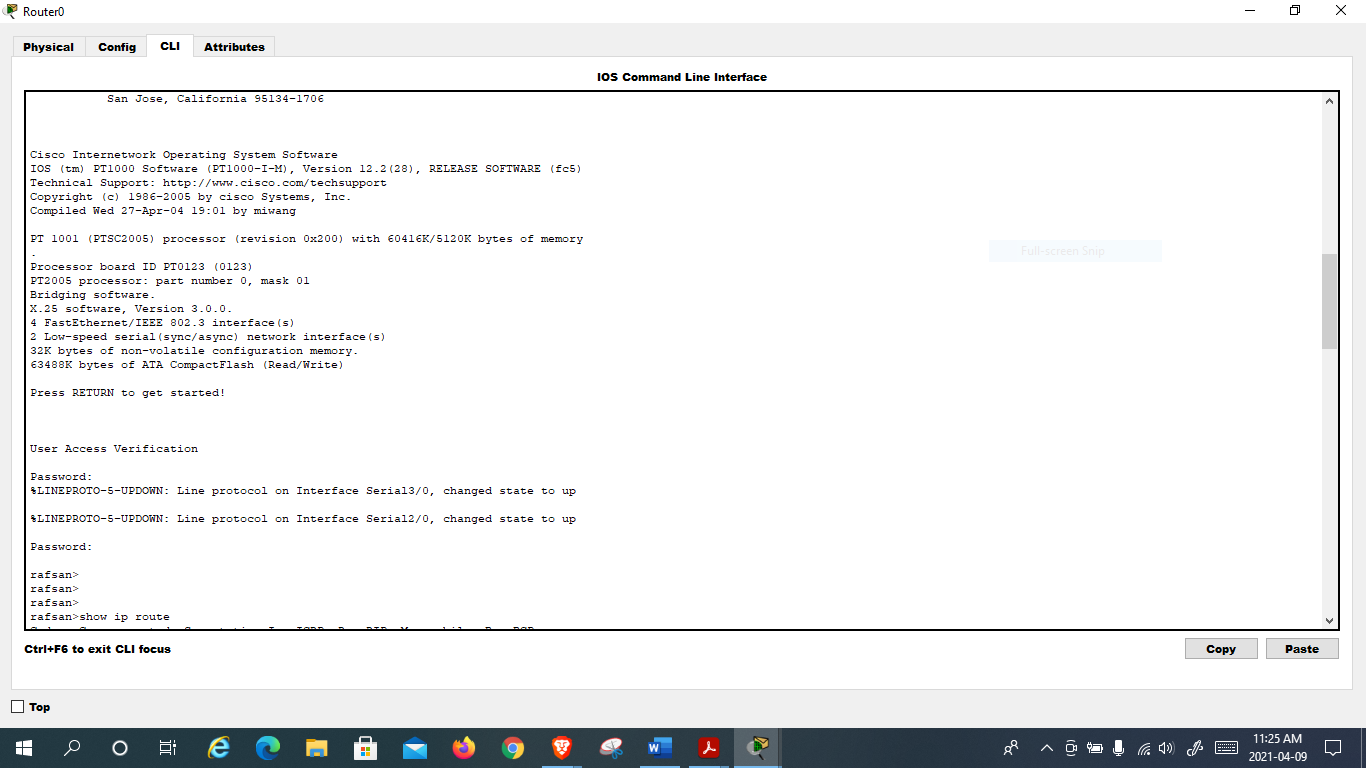 Router0
Physical
Config
CLI
Attributes
IOS Command Line Interface
San Jose, California 95134-1706
Cisco Internetwork Operating System Software
IOS (tm) PT1000 Software (PT1000-I-M), Version 12.2(28), RELEASE SOFTWARE (fc5)
Technical Support: http://www.cisco.com/techsupport
Copyright (c) 1986-2005 by cisco Systems, Inc.
Compiled Wed 27-Apr-04 19:01 by miwang
PT 1001 (PTSC2005) processor (revision 0x200) with 60416K/5120K bytes of memory
.
Processor board ID PT0123 (0123)
PT2005 processor: part number 0, mask 01
Bridging software.
X.25 software, Version 3.0.0.
4 FastEthernet/IEEE 802.3 interface(s)
2 Low-speed serial(sync/async) network interface(s)
32K bytes of non-volatile configuration memory.
63488K bytes of ATA CompactFlash (Read/Write)
Press RETURN to get started!
User Access Verification
Password:
%LINEPROTO-5-UPDOWN: Line protocol on Interface Serial3/0, changed state to up
%LINEPROTO-5-UPDOWN: Line protocol on Interface Serial2/0, changed state to up
Password:
rafsan>
rafsan>
rafsan>
rafsan>show ip route
Full-screen Snip
Ctrl+F6 to exit CLI focus
Copy
Paste
Top
11:25 AM
2021-04-09